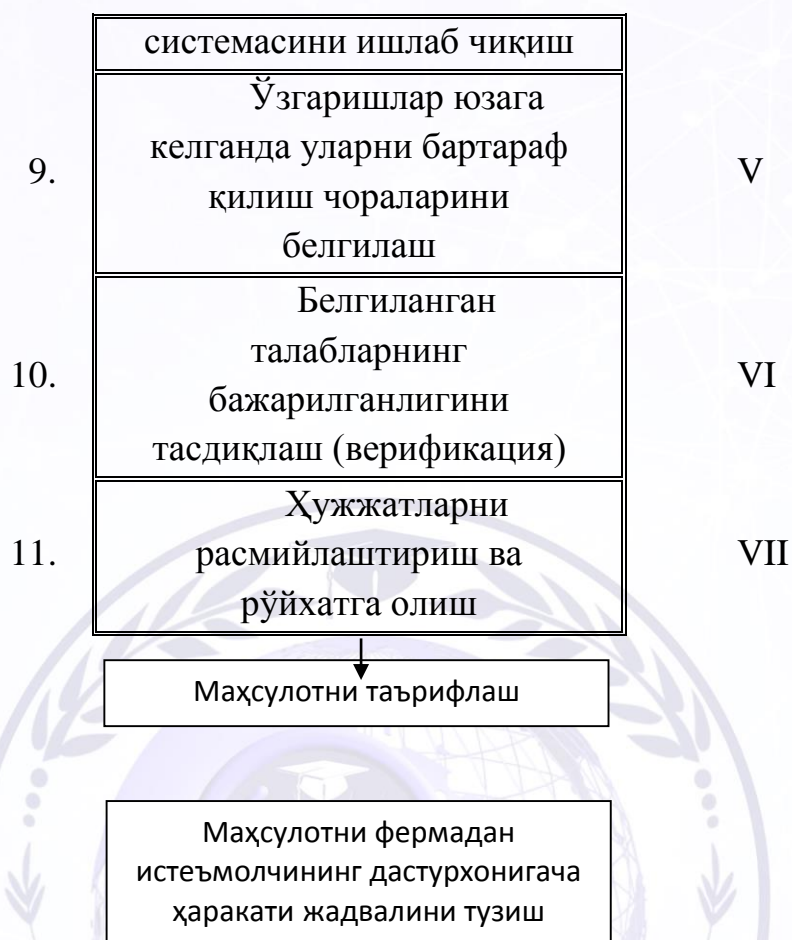 системасини ишлаб чиқиш
Ўзгаришлар юзага
9. келганда уларни бартараф V
қилиш чораларини
белгилаш
Белгиланган
10. талабларнинг VI
бажарилганлигини
тасдиқлаш (верификация)
Ҳужжатларни
11. расмийлаштириш ва VII
рўйхатга олиш
Маҳсулотни таърифлаш
Маҳсулотни фермадан
истеъмолчининг дастурхонигача
ҳаракати жадвалини тузиш